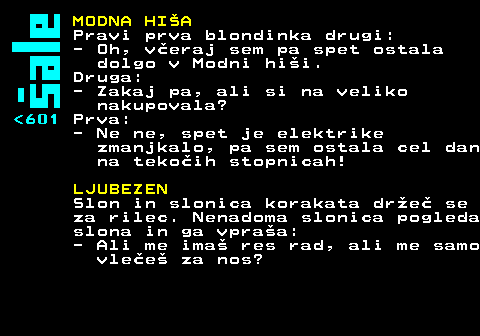 šale
<601
MODNA HIŠA
Pravi prva blondinka drugi:
- Oh, včeraj sem pa spet ostala
dolgo v Modni hiši.
Druga:
- Zakaj pa, ali si na veliko
nakupovala?
Prva:
- Ne ne, spet je elektrike
zmanjkalo, pa sem ostala cel dan
na tekočih stopnicah!
LJUBEZEN
Slon in slonica korakata držeč se
za rilec. Nenadoma slonica pogleda
slona in ga vpraša:
- Ali me imaš res rad, ali me samo
vlečeš za nos?